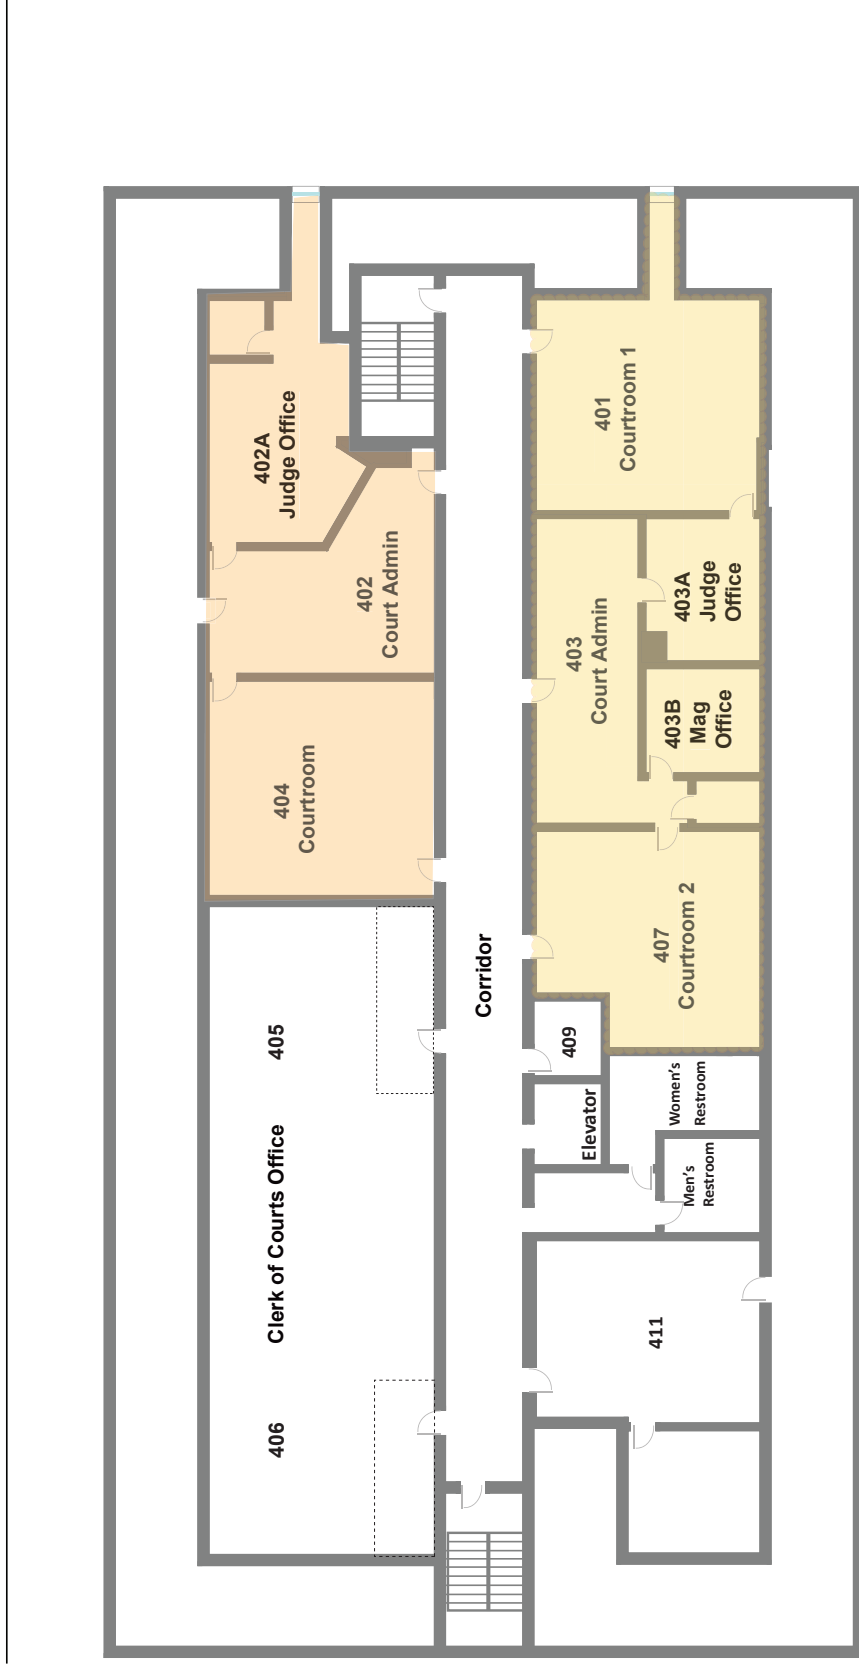 406
Clerk of Courts Office
405
404
Courtroom
402
Court Admin
402A
Judge Office
Corridor
411
Men's
Restroom
Women's
Restroom
Elevator
409
407
Courtroom 2
403
Court Admin
403B
Mag
Office
403A
Judge
Office
401
Courtroom 1